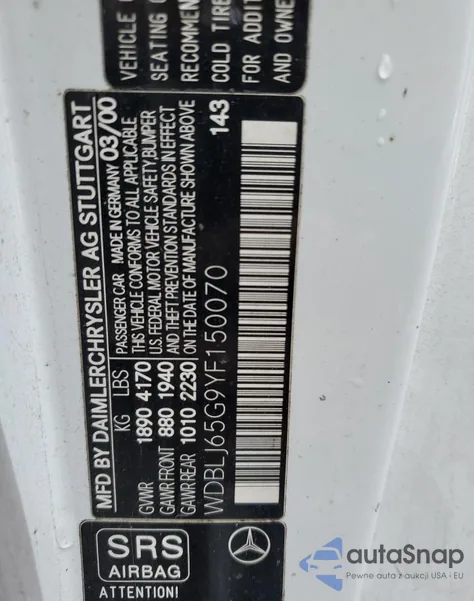 VEHICLE
SEATING
RECOMMEN
COLD TIRE
FOR ADDITI
AND OWNE
MFD BY DAIMLERCHRYSLER AG STUTTGART
PASSENGER CAR MADE IN GERMANY 03/00
KG LBS THIS VEHICLE CONFORMS TO ALL APPLICABLE
GVWR 1890 4170 U.S. FEDERAL MOTOR VEHICLE SAFETY,BUMPER
GAWR FRONT 880 1940 AND THEFT PREVENTION STANDARDS IN EFFECT
GAWR REAR 1010 2230 ON THE DATE OF MANUFACTURE SHOWN ABOVE
143
WDBLJ65G9YF150070
SRS
AIRBAG
ATTENTION!
autoSnap
Pewne auta z aukcji USA i EU